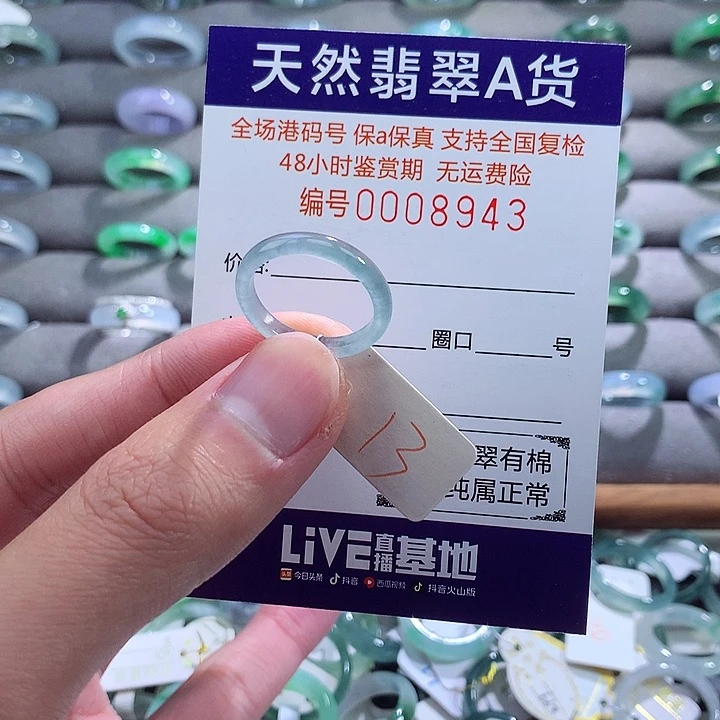 天然翡翠A货
全场港码号 保a保真 支持全国复检
48小时鉴赏期 无运费险
编号0008943
价
圈口 号
13
翠有棉
纯属正常
LIVE直播基地
头条 今日头条 抖音 西瓜视频 抖音火山版